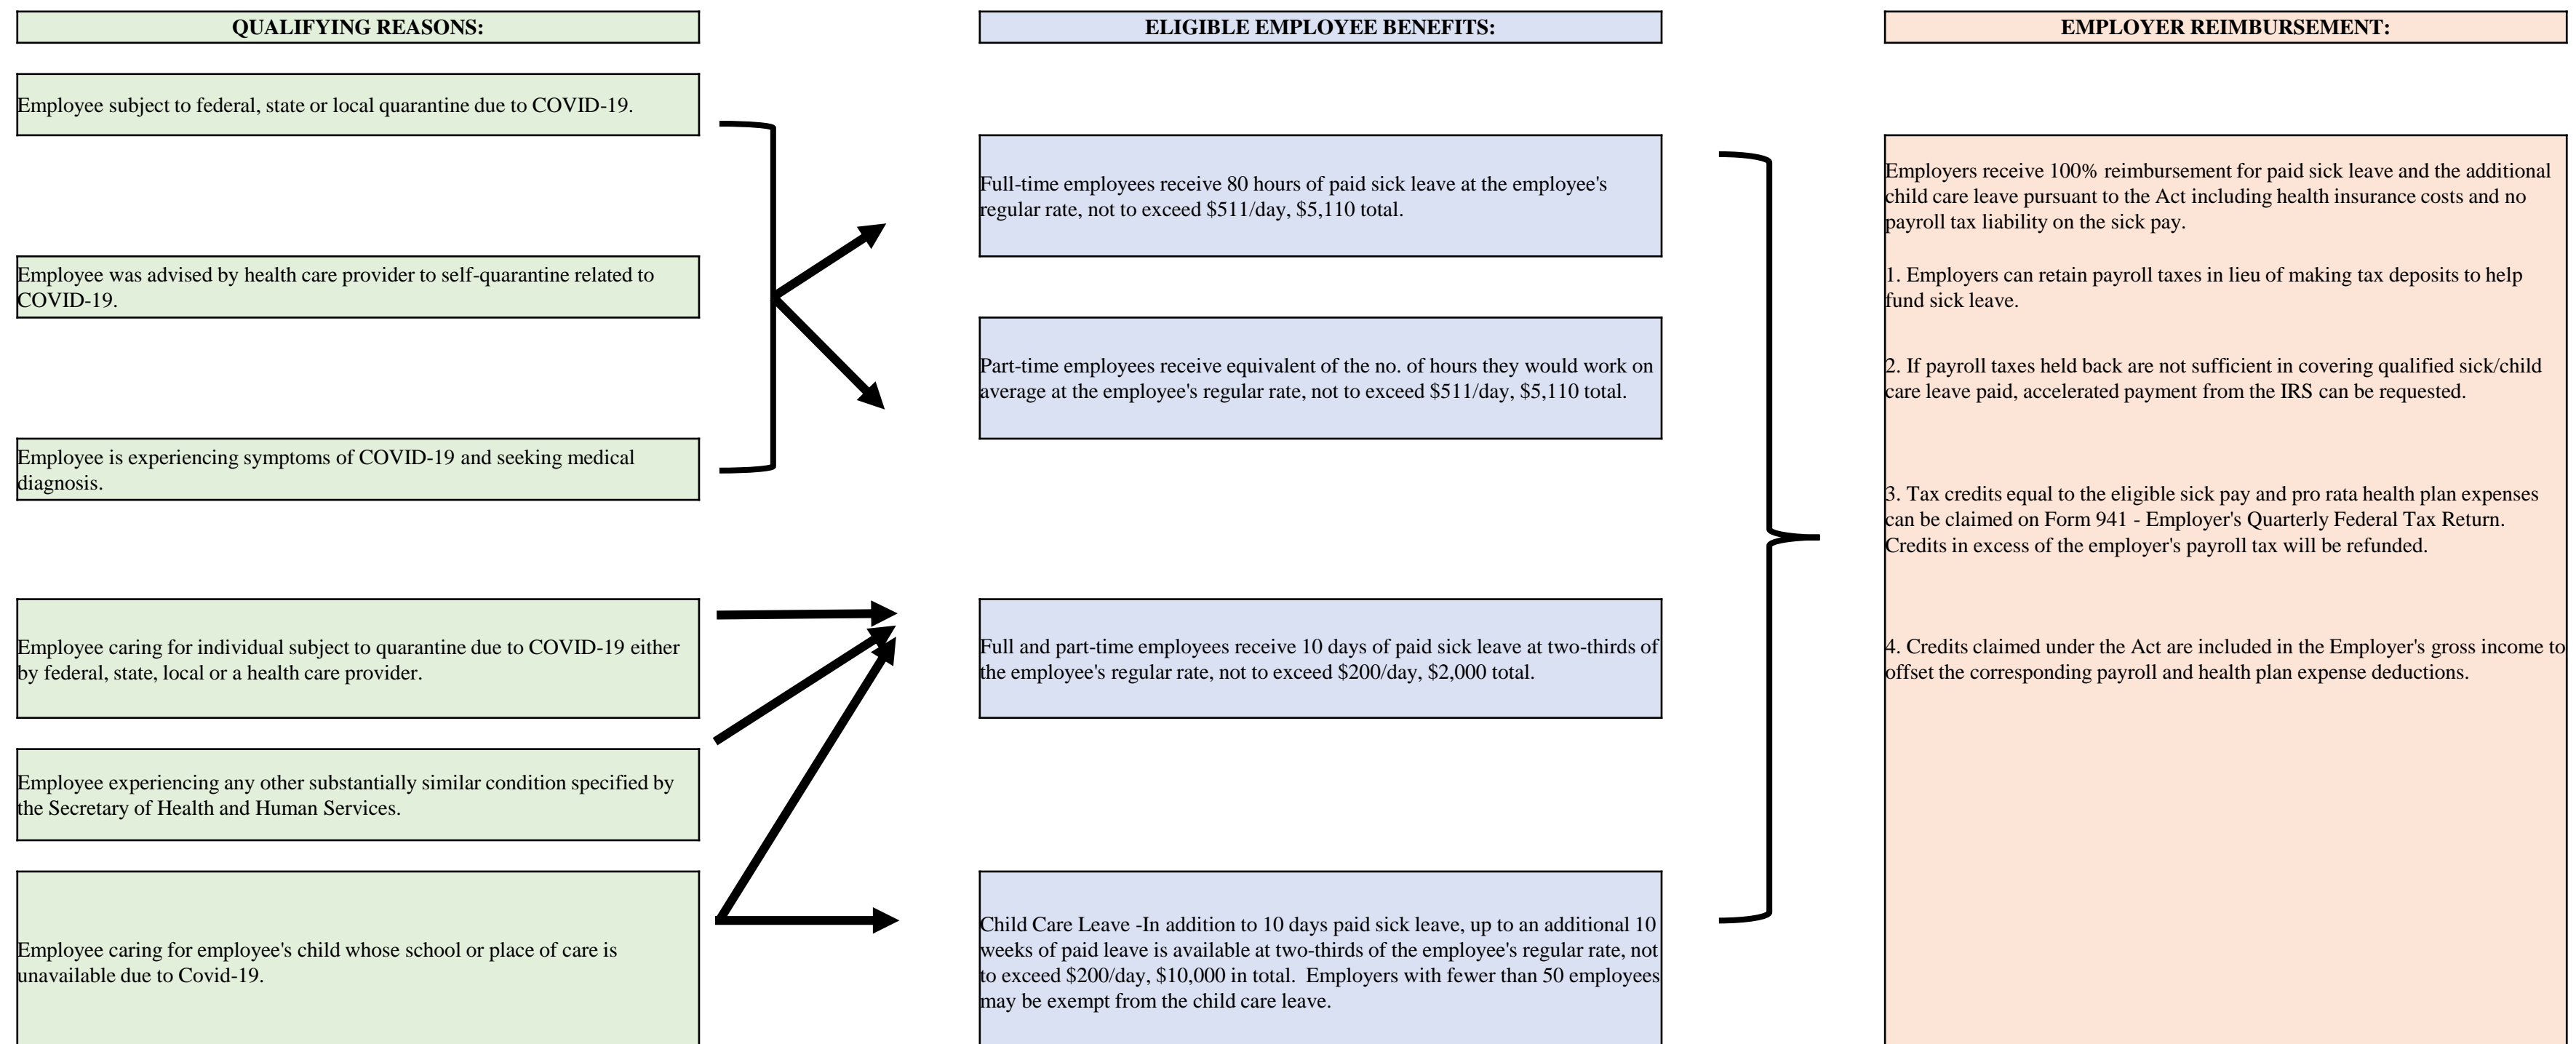 QUALIFYING REASONS:
Employee subject to federal, state or local quarantine due to COVID-19.
Employee was advised by health care provider to self-quarantine related to
COVID-19.
Employee is experiencing symptoms of COVID-19 and seeking medical
diagnosis.
Employee caring for individual subject to quarantine due to COVID-19 either
by federal, state, local or a health care provider.
Employee experiencing any other substantially similar condition specified by
the Secretary of Health and Human Services.
Employee caring for employee's child whose school or place of care is
unavailable due to Covid-19.
ELIGIBLE EMPLOYEE BENEFITS:
Full-time employees receive 80 hours of paid sick leave at the employee's
regular rate, not to exceed $511/day, $5,110 total.
Part-time employees receive equivalent of the no. of hours they would work on
average at the employee's regular rate, not to exceed $511/day, $5,110 total.
Full and part-time employees receive 10 days of paid sick leave at two-thirds of
the employee's regular rate, not to exceed $200/day, $2,000 total.
Child Care Leave -In addition to 10 days paid sick leave, up to an additional 10
weeks of paid leave is available at two-thirds of the employee's regular rate, not
to exceed $200/day, $10,000 in total.  Employers with fewer than 50 employees
may be exempt from the child care leave.
EMPLOYER REIMBURSEMENT:
Employers receive 100% reimbursement for paid sick leave and the additional
child care leave pursuant to the Act including health insurance costs and no
payroll tax liability on the sick pay.
1. Employers can retain payroll taxes in lieu of making tax deposits to help
fund sick leave.
2. If payroll taxes held back are not sufficient in covering qualified sick/child
care leave paid, accelerated payment from the IRS can be requested.
3. Tax credits equal to the eligible sick pay and pro rata health plan expenses
can be claimed on Form 941 - Employer's Quarterly Federal Tax Return.
Credits in excess of the employer's payroll tax will be refunded.
4. Credits claimed under the Act are included in the Employer's gross income to
offset the corresponding payroll and health plan expense deductions.